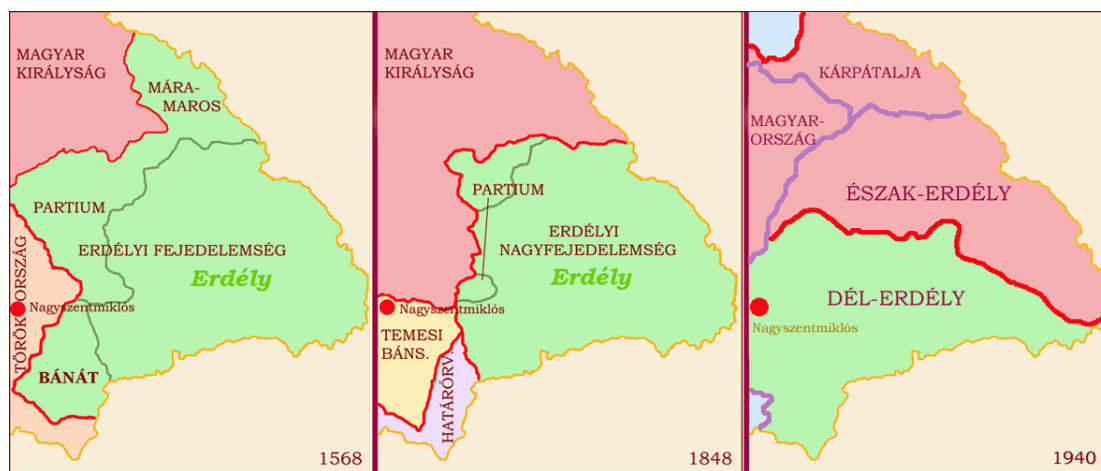 MAGYAR
KIRÁLYSÁG
MÁRA-
MAROS
PARTIUM
ERDÉLYI FEJEDELEMSÉG
Erdély
TÖRÖKORSZÁG
Nagyszentmiklós
BÁNÁT
1568
MAGYAR
KIRÁLYSÁG
PARTIUM
ERDÉLYI
NAGYFEJEDELEMSÉG
Erdély
Nagyszentmiklós
TEMESI
BÁNS.
HATÁRŐRV.
1848
KÁRPÁTALJA
MAGYAR-
ORSZÁG
ÉSZAK-ERDÉLY
DÉL-ERDÉLY
Nagyszentmiklós
1940